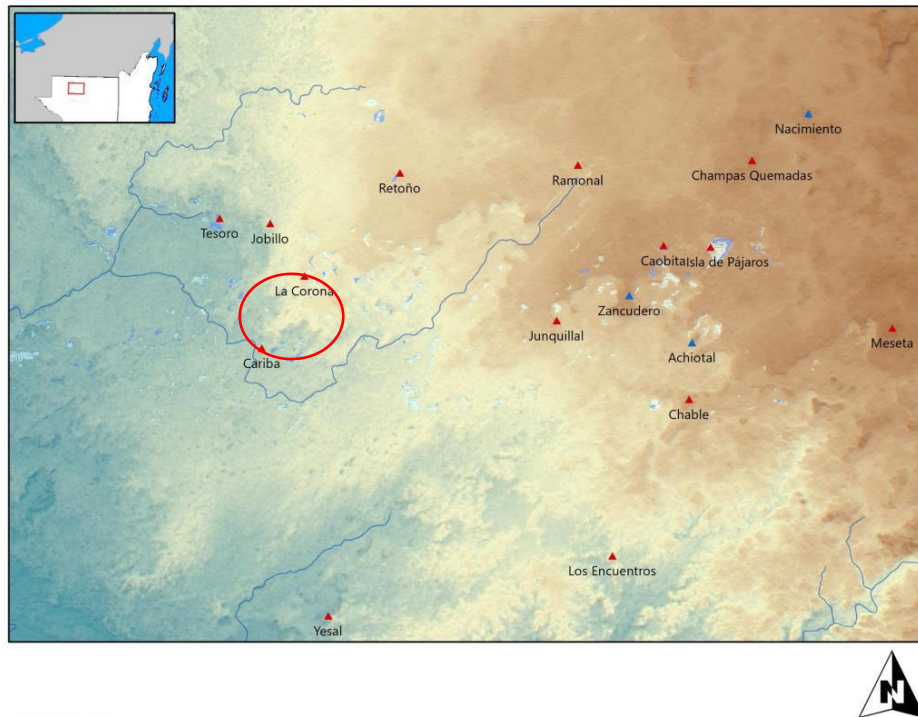 Nacimiento
Retoño
Ramonal
Champas Quemadas
Tesoro
Jobillo
Caobita
Isla de Pájaros
La Corona
Zancudero
Junquillal
Achiotal
Meseta
Cariba
Chable
Los Encuentros
Yesal
N